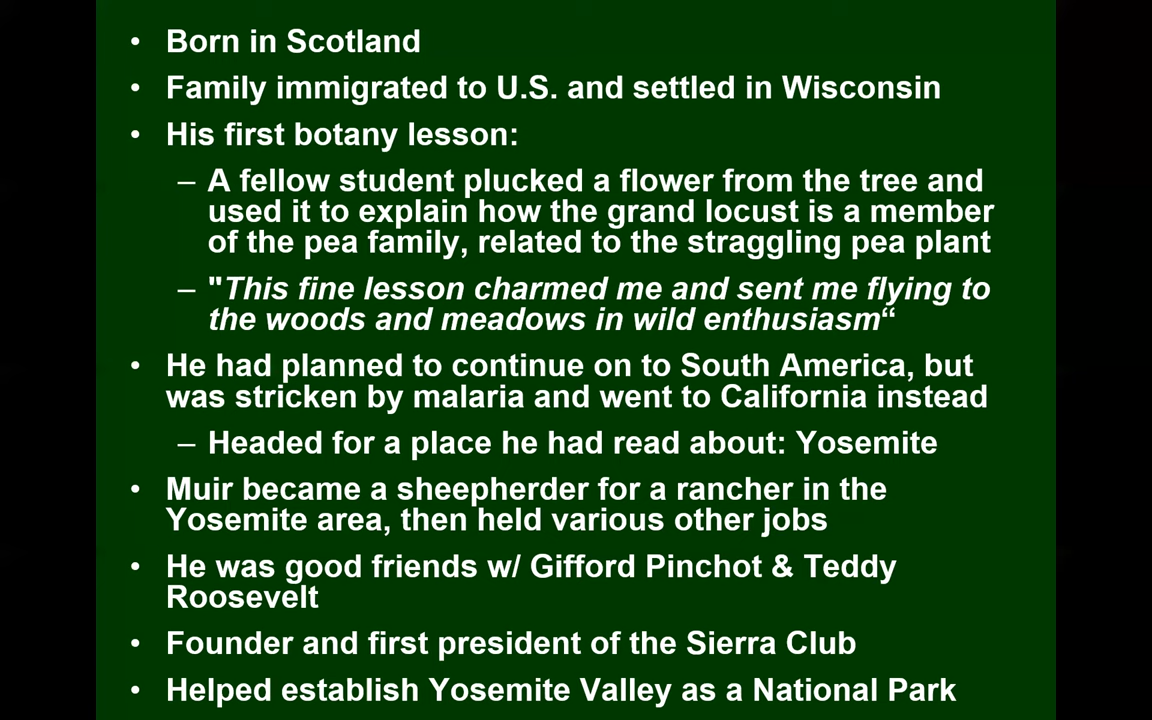 • Born in Scotland
• Family immigrated to U.S. and settled in Wisconsin
• His first botany lesson:
– A fellow student plucked a flower from the tree and
used it to explain how the grand locust is a member
of the pea family, related to the straggling pea plant
– "This fine lesson charmed me and sent me flying to
the woods and meadows in wild enthusiasm“
• He had planned to continue on to South America, but
was stricken by malaria and went to California instead
– Headed for a place he had read about: Yosemite
• Muir became a sheepherder for a rancher in the
Yosemite area, then held various other jobs
• He was good friends w/ Gifford Pinchot & Teddy
Roosevelt
• Founder and first president of the Sierra Club
• Helped establish Yosemite Valley as a National Park